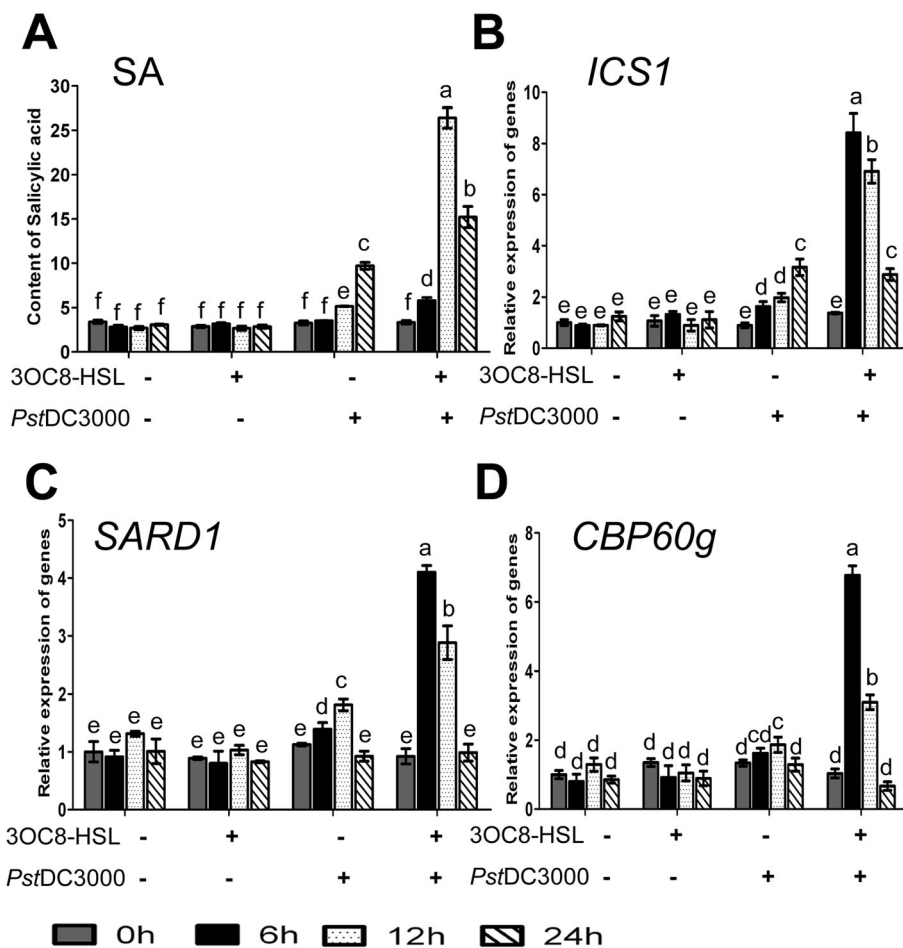 A
SA
Content of Salicylic acid
30
25
20
15
10
5
0
f f f f f f f f f f e c f d a b
3OC8-HSL - + - +
PstDC3000 - - + +
B
ICS1
Relative expression of genes
10
8
6
4
2
0
e e e e e e e e e d d c e a b c
3OC8-HSL - + - +
PstDC3000 - - + +
C
SARD1
Relative expression of genes
5
4
3
2
1
0
e e e e e e e e e d c e e a b e
3OC8-HSL - + - +
PstDC3000 - - + +
D
CBP60g
Relative expression of genes
8
6
4
2
0
d d d d d d d d d cd c d d a b d
3OC8-HSL - + - +
PstDC3000 - - + +
0h 6h 12h 24h